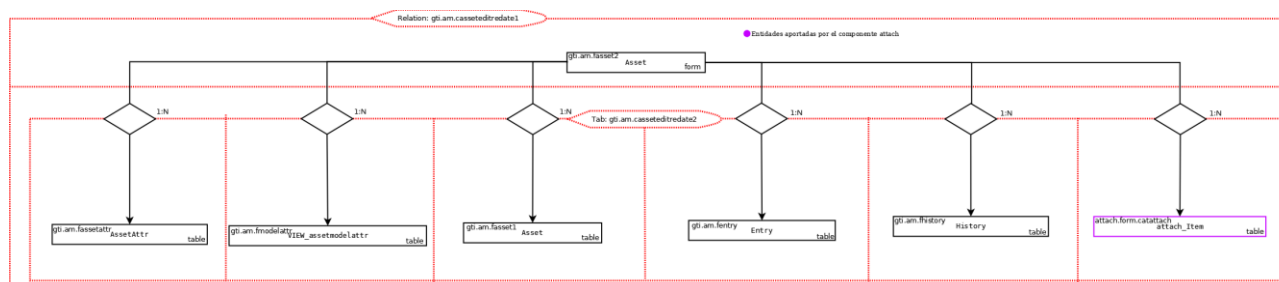 Relation: gti.am.casseteditredate1
Entidades aportadas por el componente attach
gti.am.fasset2
Asset
form
1:N
1:N
1:N
1:N
1:N
1:N
Tab: gti.am.casseteditredate2
gti.am.fassetattr
AssetAttr
table
gti.am.fmodelattr
VIEW_assetmodelattr
table
gti.am.fasset1
Asset
table
gti.am.fentry
Entry
table
gti.am.fhistory
History
table
attach.form.catattach
attach_Item
table